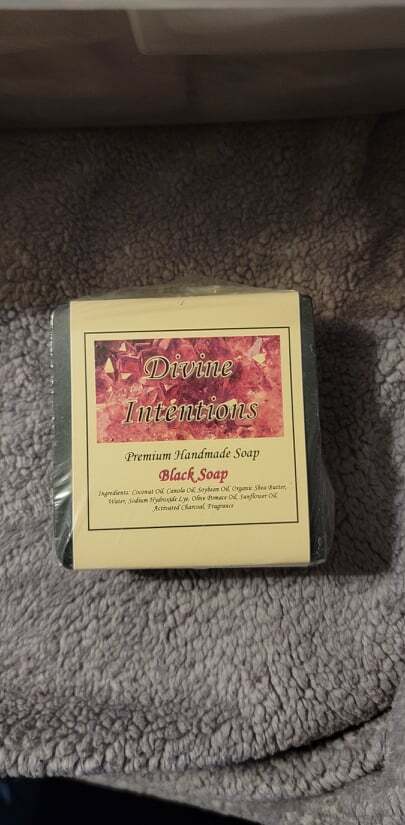 Divine
Intentions
Premium Handmade Soap
Black Soap
Ingredients: Coconut Oil, Canola Oil, Soybean Oil, Organic Shea Butter,
Water, Sodium Hydroxide Lye, Olive Pomace Oil, Sunflower Oil,
Activated Charcoal, Fragrance